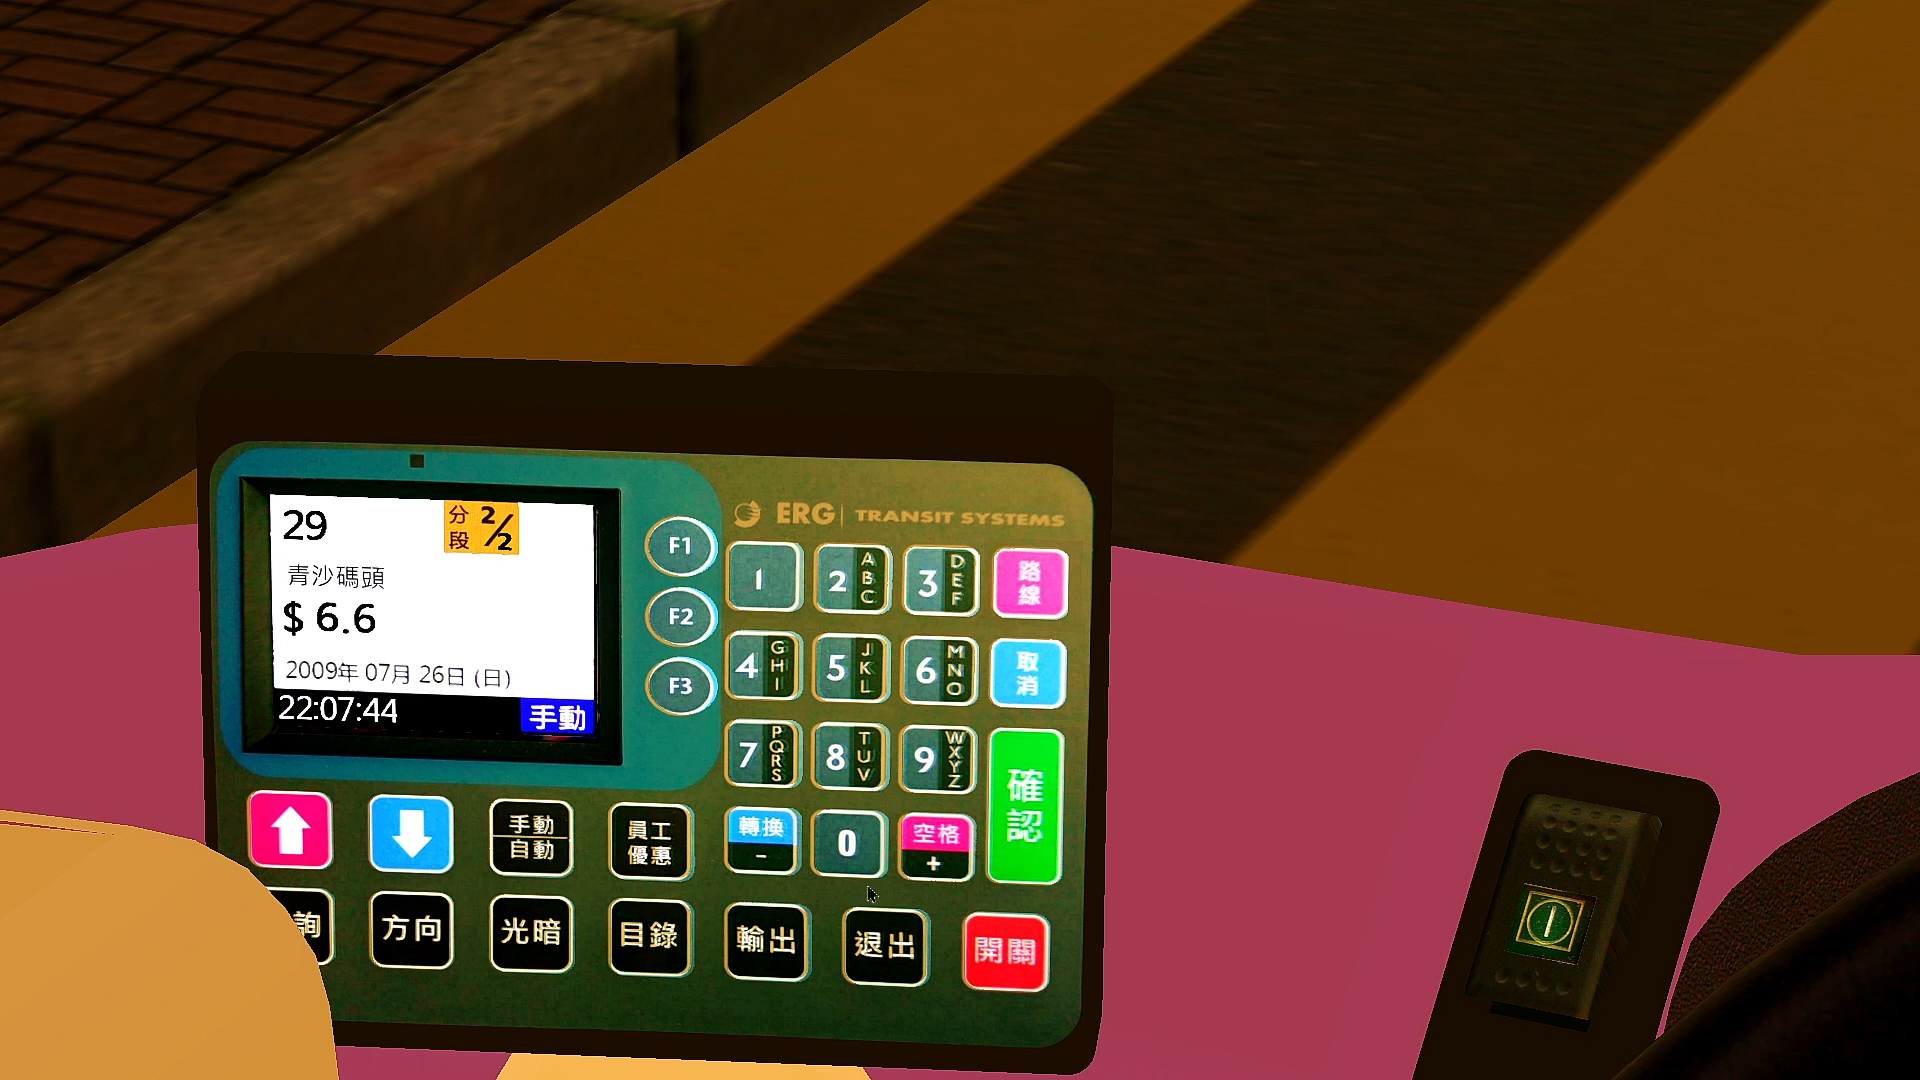 29
分段 2/2
青沙碼頭
$ 6.6
2009年 07月 26日 (日)
22:07:44 手動
ERG TRANSIT SYSTEMS
F1
F2
F3
1 2 ABC 3 DEF 路線
4 GHI 5 JKL 6 MNO 取消
7 PQRS 8 TUV 9 WXYZ 確認
手動 自動 員工優惠 轉換 - 0 空格 +
詢 方向 光暗 目錄 輸出 退出 開關